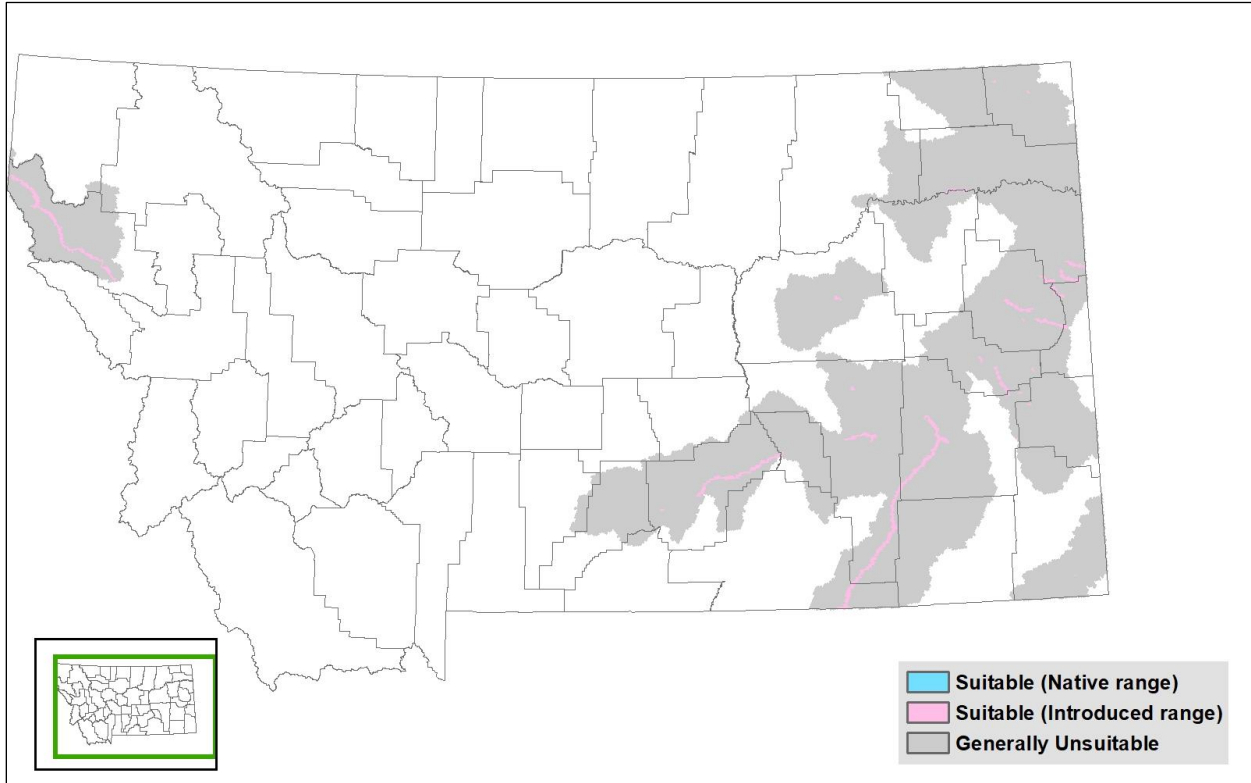 Suitable (Native range)
Suitable (Introduced range)
Generally Unsuitable